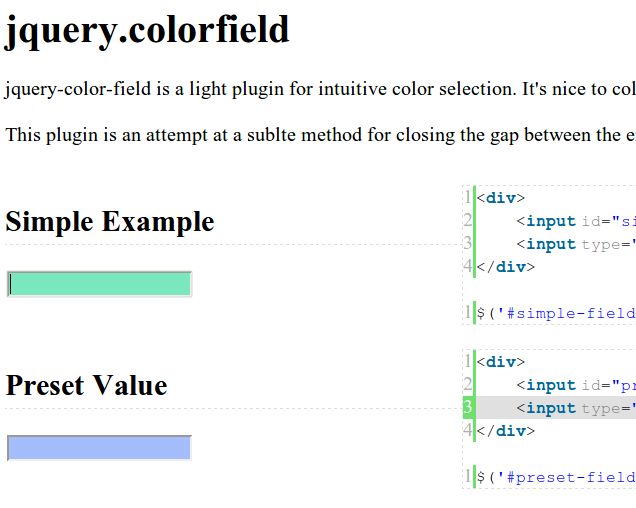 jquery.colorfield
jquery-color-field is a light plugin for intuitive color selection. It's nice to col
This plugin is an attempt at a sublte method for closing the gap between the e
Simple Example
1 <div>
2 <input id="si
3 <input type="
4 </div>
1 $('#simple-field
Preset Value
1 <div>
2 <input id="pr
3 <input type="
4 </div>
1 $('#preset-field